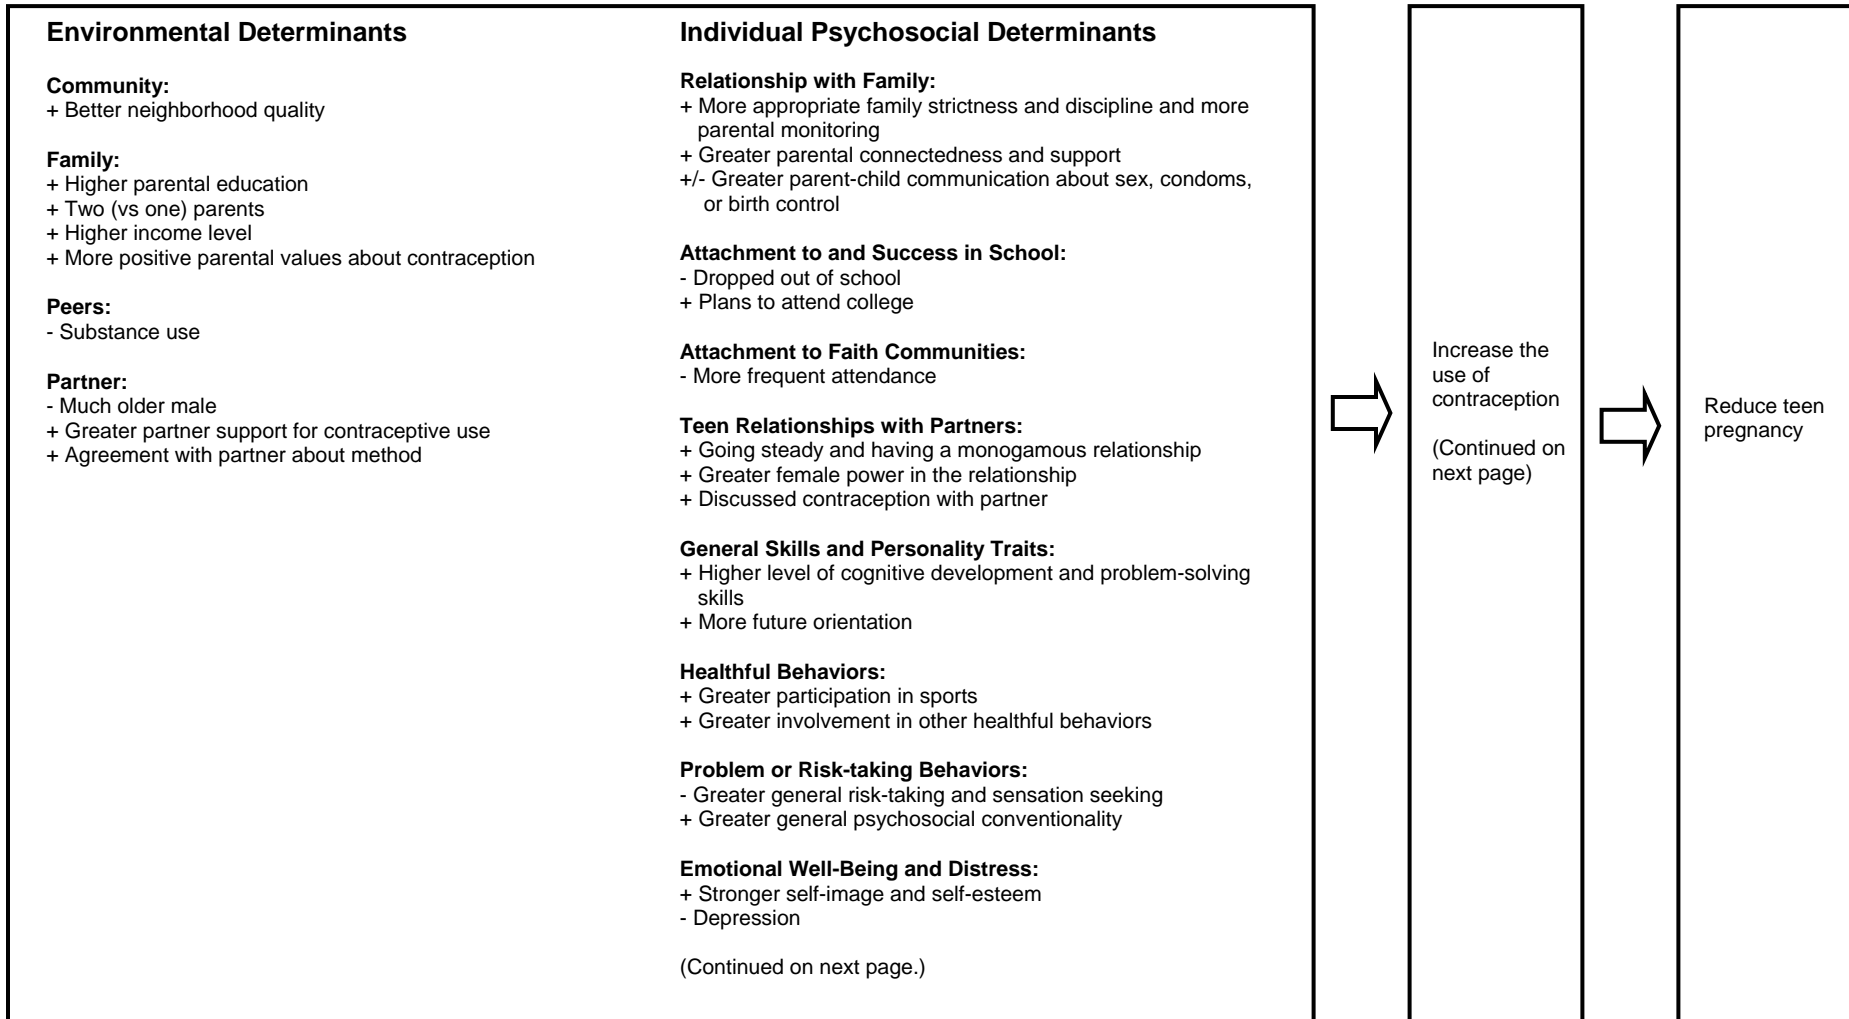 Environmental Determinants
Community:
+ Better neighborhood quality
Family:
+ Higher parental education
+ Two (vs one) parents
+ Higher income level
+ More positive parental values about contraception
Peers:
- Substance use
Partner:
- Much older male
+ Greater partner support for contraceptive use
+ Agreement with partner about method
Individual Psychosocial Determinants
Relationship with Family:
+ More appropriate family strictness and discipline and more
parental monitoring
+ Greater parental connectedness and support
+/- Greater parent-child communication about sex, condoms,
or birth control
Attachment to and Success in School:
- Dropped out of school
+ Plans to attend college
Attachment to Faith Communities:
- More frequent attendance
Teen Relationships with Partners:
+ Going steady and having a monogamous relationship
+ Greater female power in the relationship
+ Discussed contraception with partner
General Skills and Personality Traits:
+ Higher level of cognitive development and problem-solving
skills
+ More future orientation
Healthful Behaviors:
+ Greater participation in sports
+ Greater involvement in other healthful behaviors
Problem or Risk-taking Behaviors:
- Greater general risk-taking and sensation seeking
+ Greater general psychosocial conventionality
Emotional Well-Being and Distress:
+ Stronger self-image and self-esteem
- Depression
(Continued on next page.)
Increase the
use of
contraception
(Continued on
next page)
Reduce teen
pregnancy